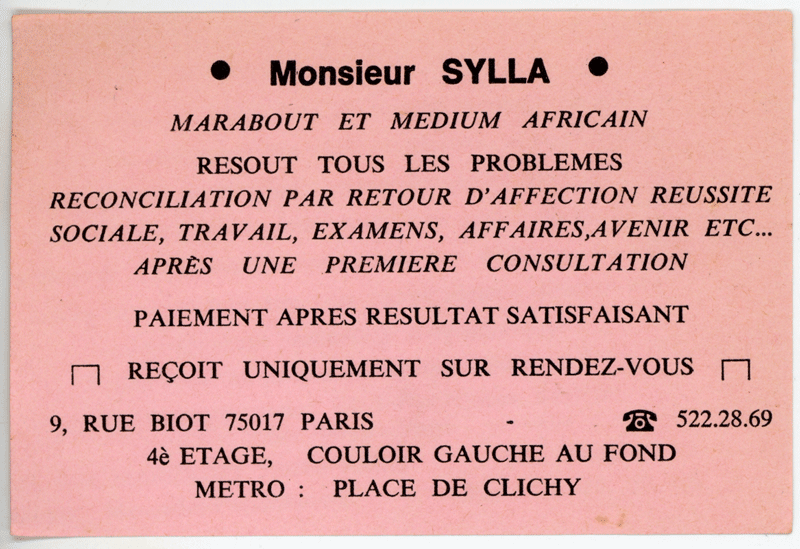 • Monsieur SYLLA •
MARABOUT ET MEDIUM AFRICAIN
RESOUT TOUS LES PROBLEMES
RECONCILIATION PAR RETOUR D'AFFECTION REUSSITE
SOCIALE, TRAVAIL, EXAMENS, AFFAIRES,AVENIR ETC...
APRÈS UNE PREMIERE CONSULTATION
PAIEMENT APRES RESULTAT SATISFAISANT
REÇOIT UNIQUEMENT SUR RENDEZ-VOUS
9, RUE BIOT 75017 PARIS - ☎ 522.28.69
4è ETAGE, COULOIR GAUCHE AU FOND
METRO : PLACE DE CLICHY